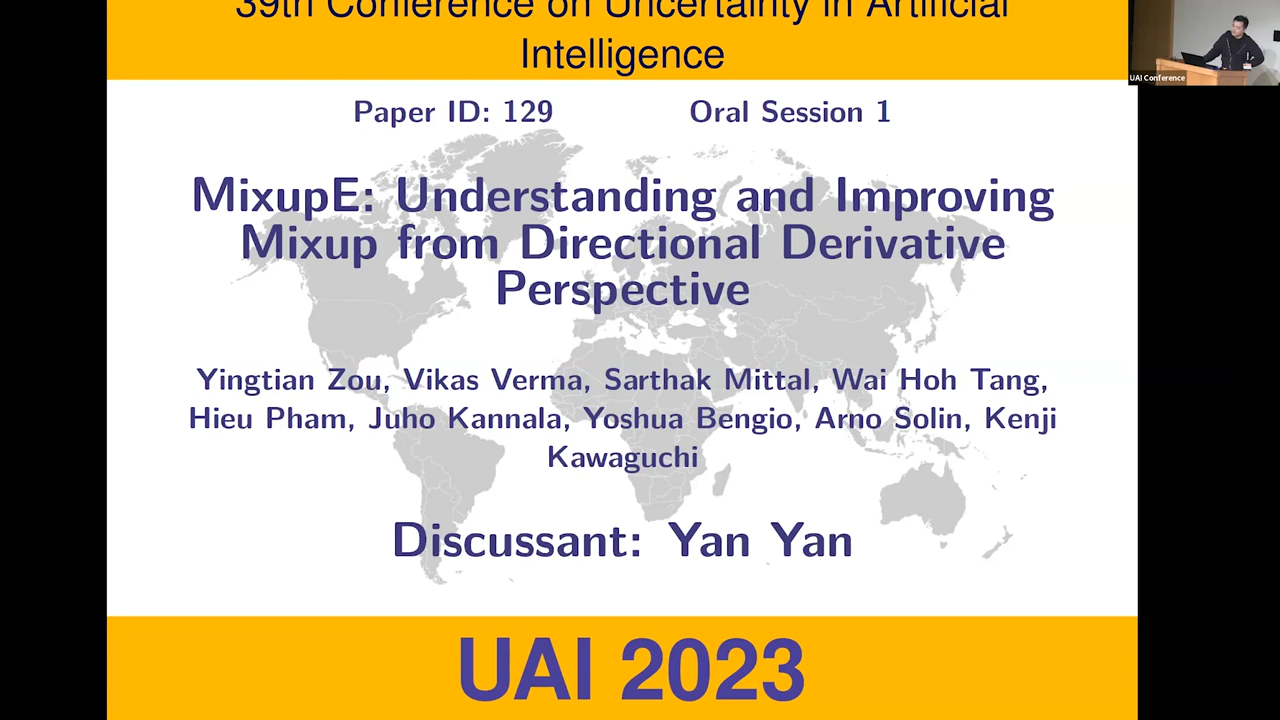 39th Conference on Uncertainty in Artificial
Intelligence
UAI Conference
Paper ID: 129 Oral Session 1
MixupE: Understanding and Improving
Mixup from Directional Derivative
Perspective
Yingtian Zou, Vikas Verma, Sarthak Mittal, Wai Hoh Tang,
Hieu Pham, Juho Kannala, Yoshua Bengio, Arno Solin, Kenji
Kawaguchi
Discussant: Yan Yan
UAI 2023